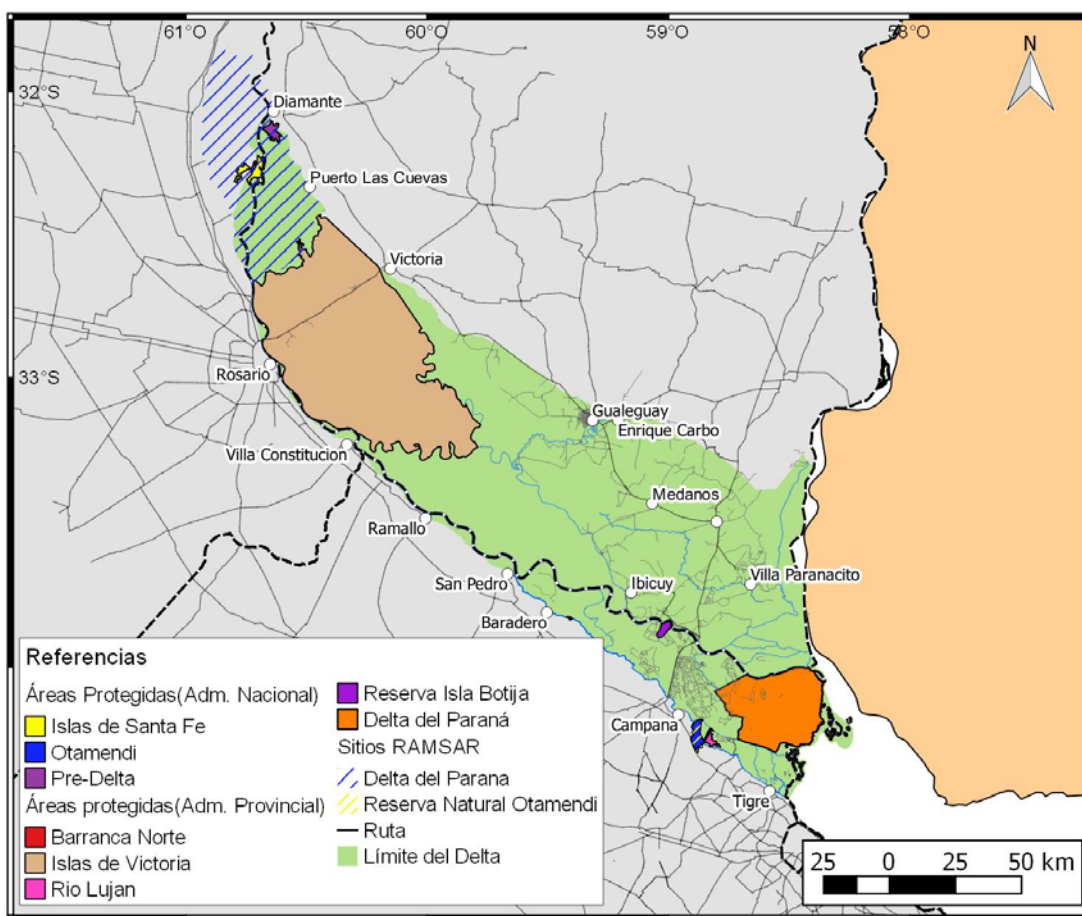 61°O
60°O
59°O
58°O
N
32°S
Diamante
Puerto Las Cuevas
Victoria
33°S
Rosario
Gualeguay
Enrique Carbo
Villa Constitucion
Medanos
Ramallo
San Pedro
Ibicuy
Villa Paranacito
Baradero
Campana
Tigre
Referencias
Áreas Protegidas(Adm. Nacional)
Islas de Santa Fe
Otamendi
Pre-Delta
Áreas protegidas(Adm. Provincial)
Barranca Norte
Islas de Victoria
Rio Lujan
Reserva Isla Botija
Delta del Paraná
Sitios RAMSAR
Delta del Parana
Reserva Natural Otamendi
Ruta
Límite del Delta
25 0 25 50 km